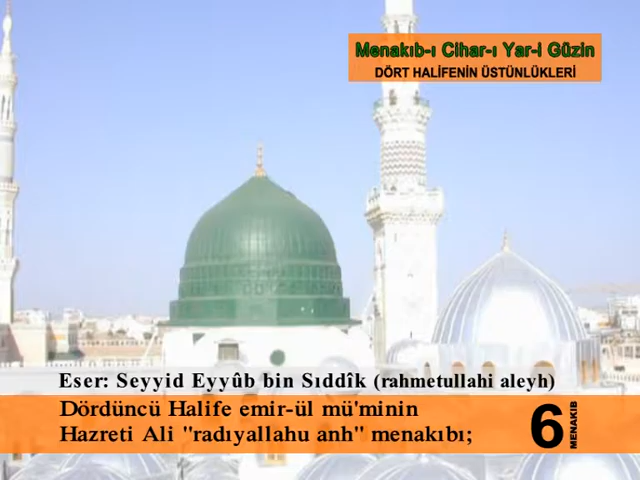 Menakıb-ı Cihar-ı Yar-i Güzin
DÖRT HALİFENİN ÜSTÜNLÜKLERİ
Eser: Seyyid Eyyûb bin Sıddîk (rahmetullahi aleyh)
Dördüncü Halife emir-ül mü'minin
Hazreti Ali "radıyallahu anh" menakıbı;
6 MENAKIB